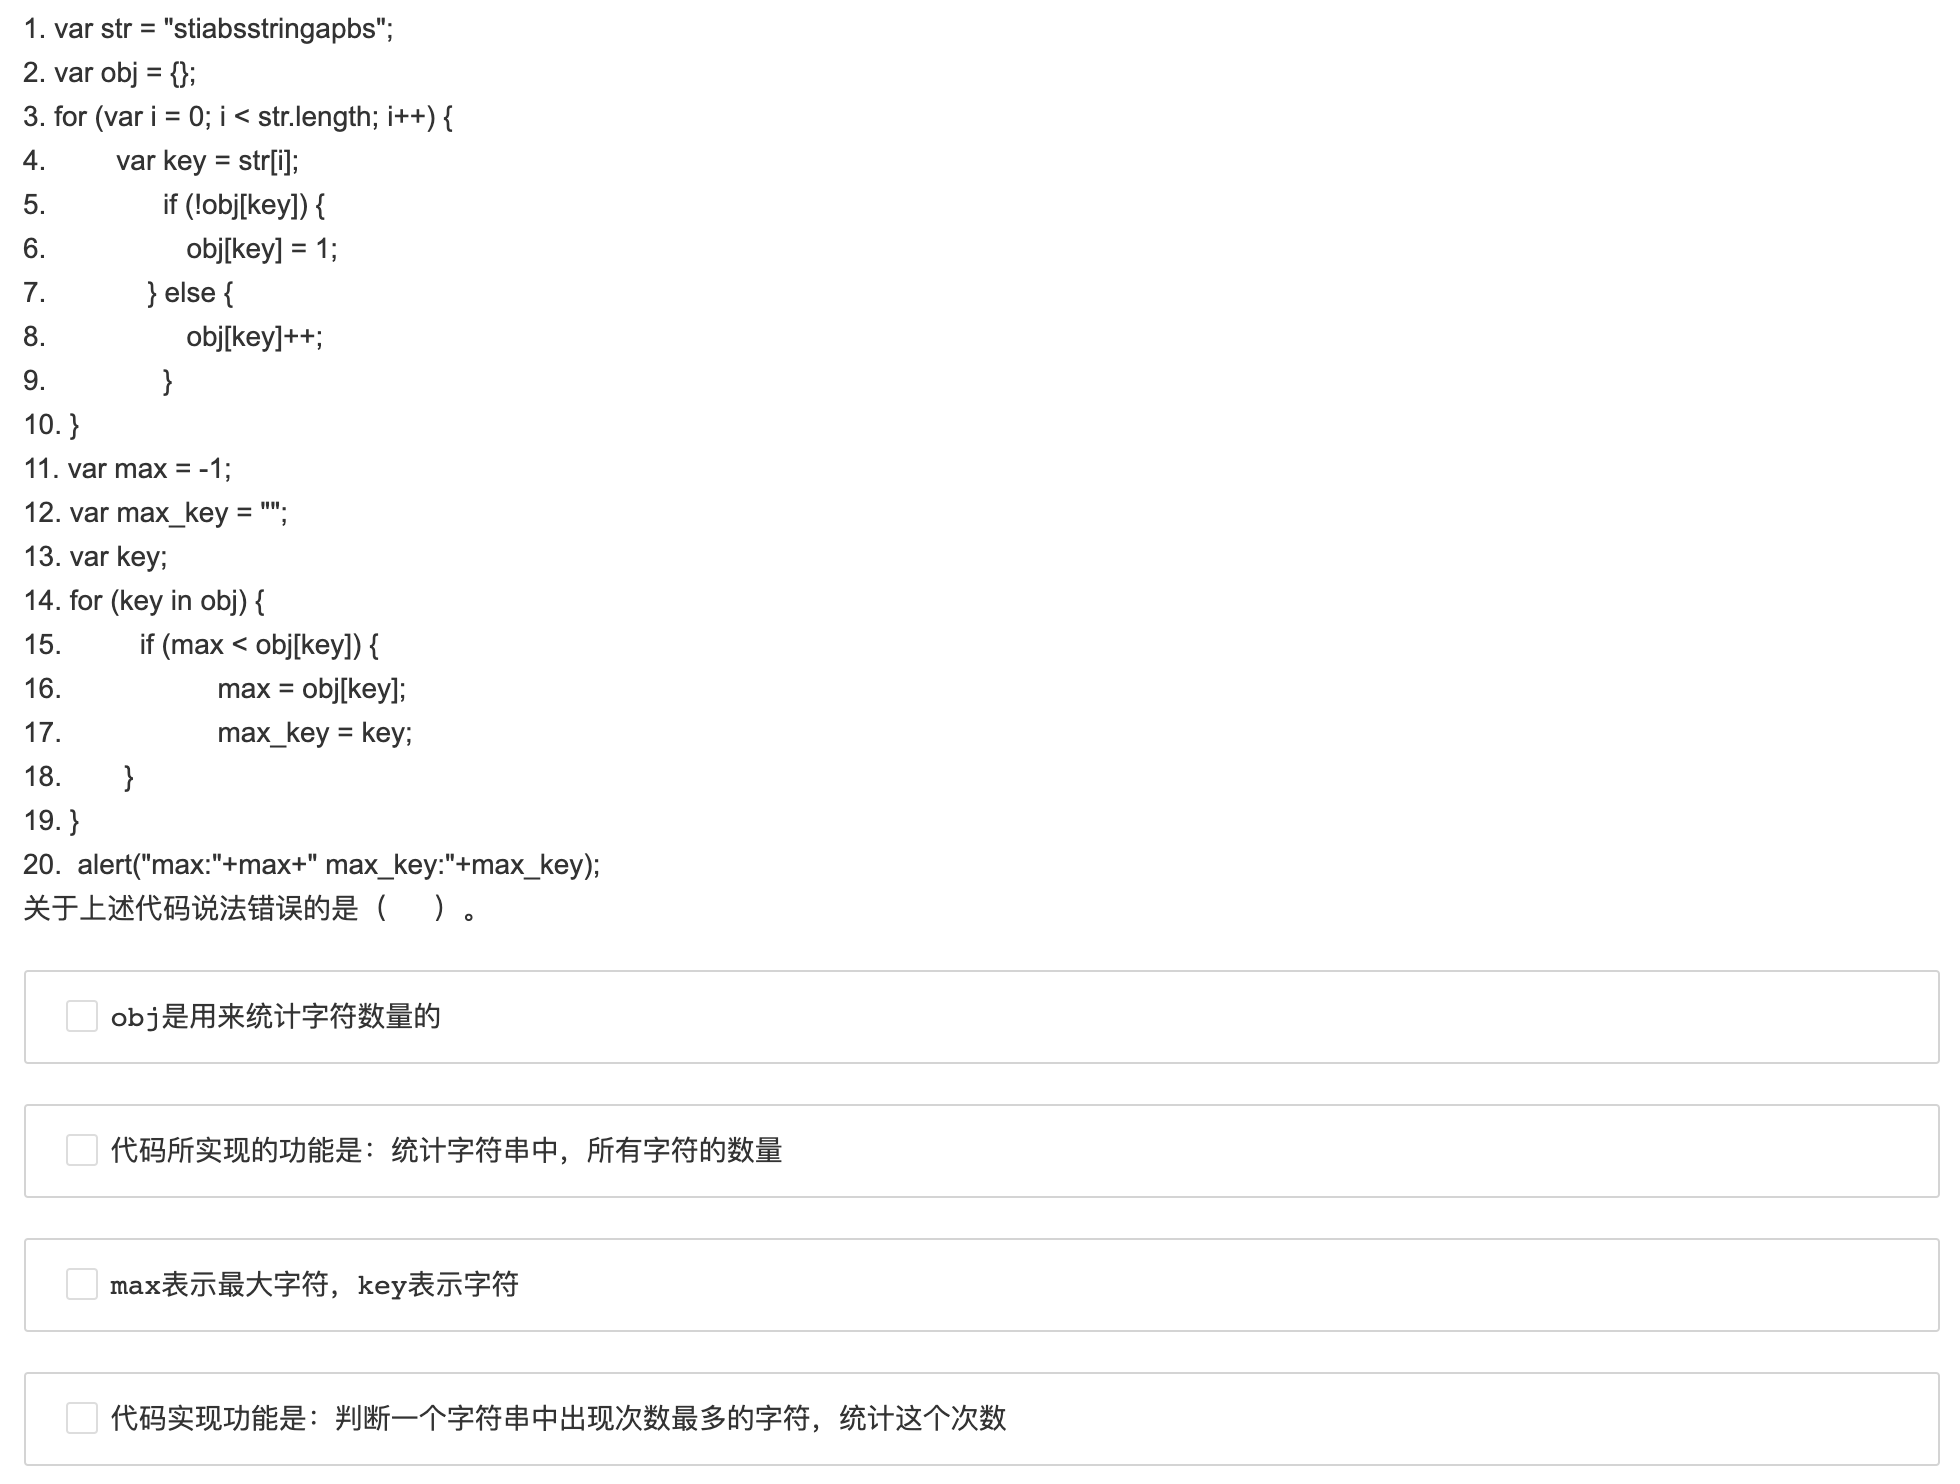 1. var str = "stiabsstringapbs";
2. var obj = {};
3. for (var i = 0; i < str.length; i++) {
4. var key = str[i];
5. if (!obj[key]) {
6. obj[key] = 1;
7. } else {
8. obj[key]++;
9. }
10. }
11. var max = -1;
12. var max_key = "";
13. var key;
14. for (key in obj) {
15. if (max < obj[key]) {
16. max = obj[key];
17. max_key = key;
18. }
19. }
20. alert("max:"+max+" max_key:"+max_key);
关于上述代码说法错误的是（ ）。
obj是用来统计字符数量的
代码所实现的功能是：统计字符串中，所有字符的数量
max表示最大字符，key表示字符
代码实现功能是：判断一个字符串中出现次数最多的字符，统计这个次数